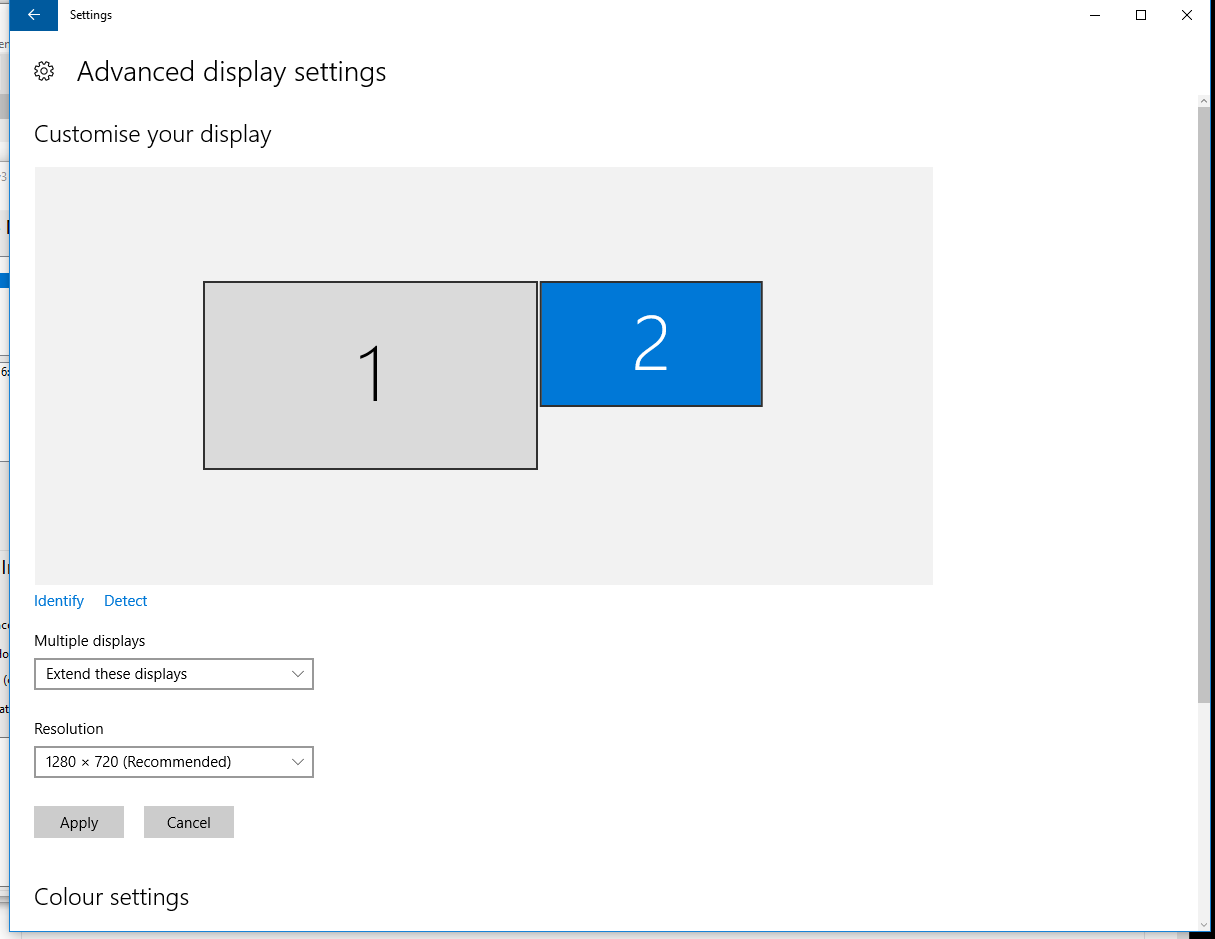 Settings
Advanced display settings
Customise your display
1
2
Identify Detect
Multiple displays
Extend these displays
Resolution
1280 × 720 (Recommended)
Apply Cancel
Colour settings